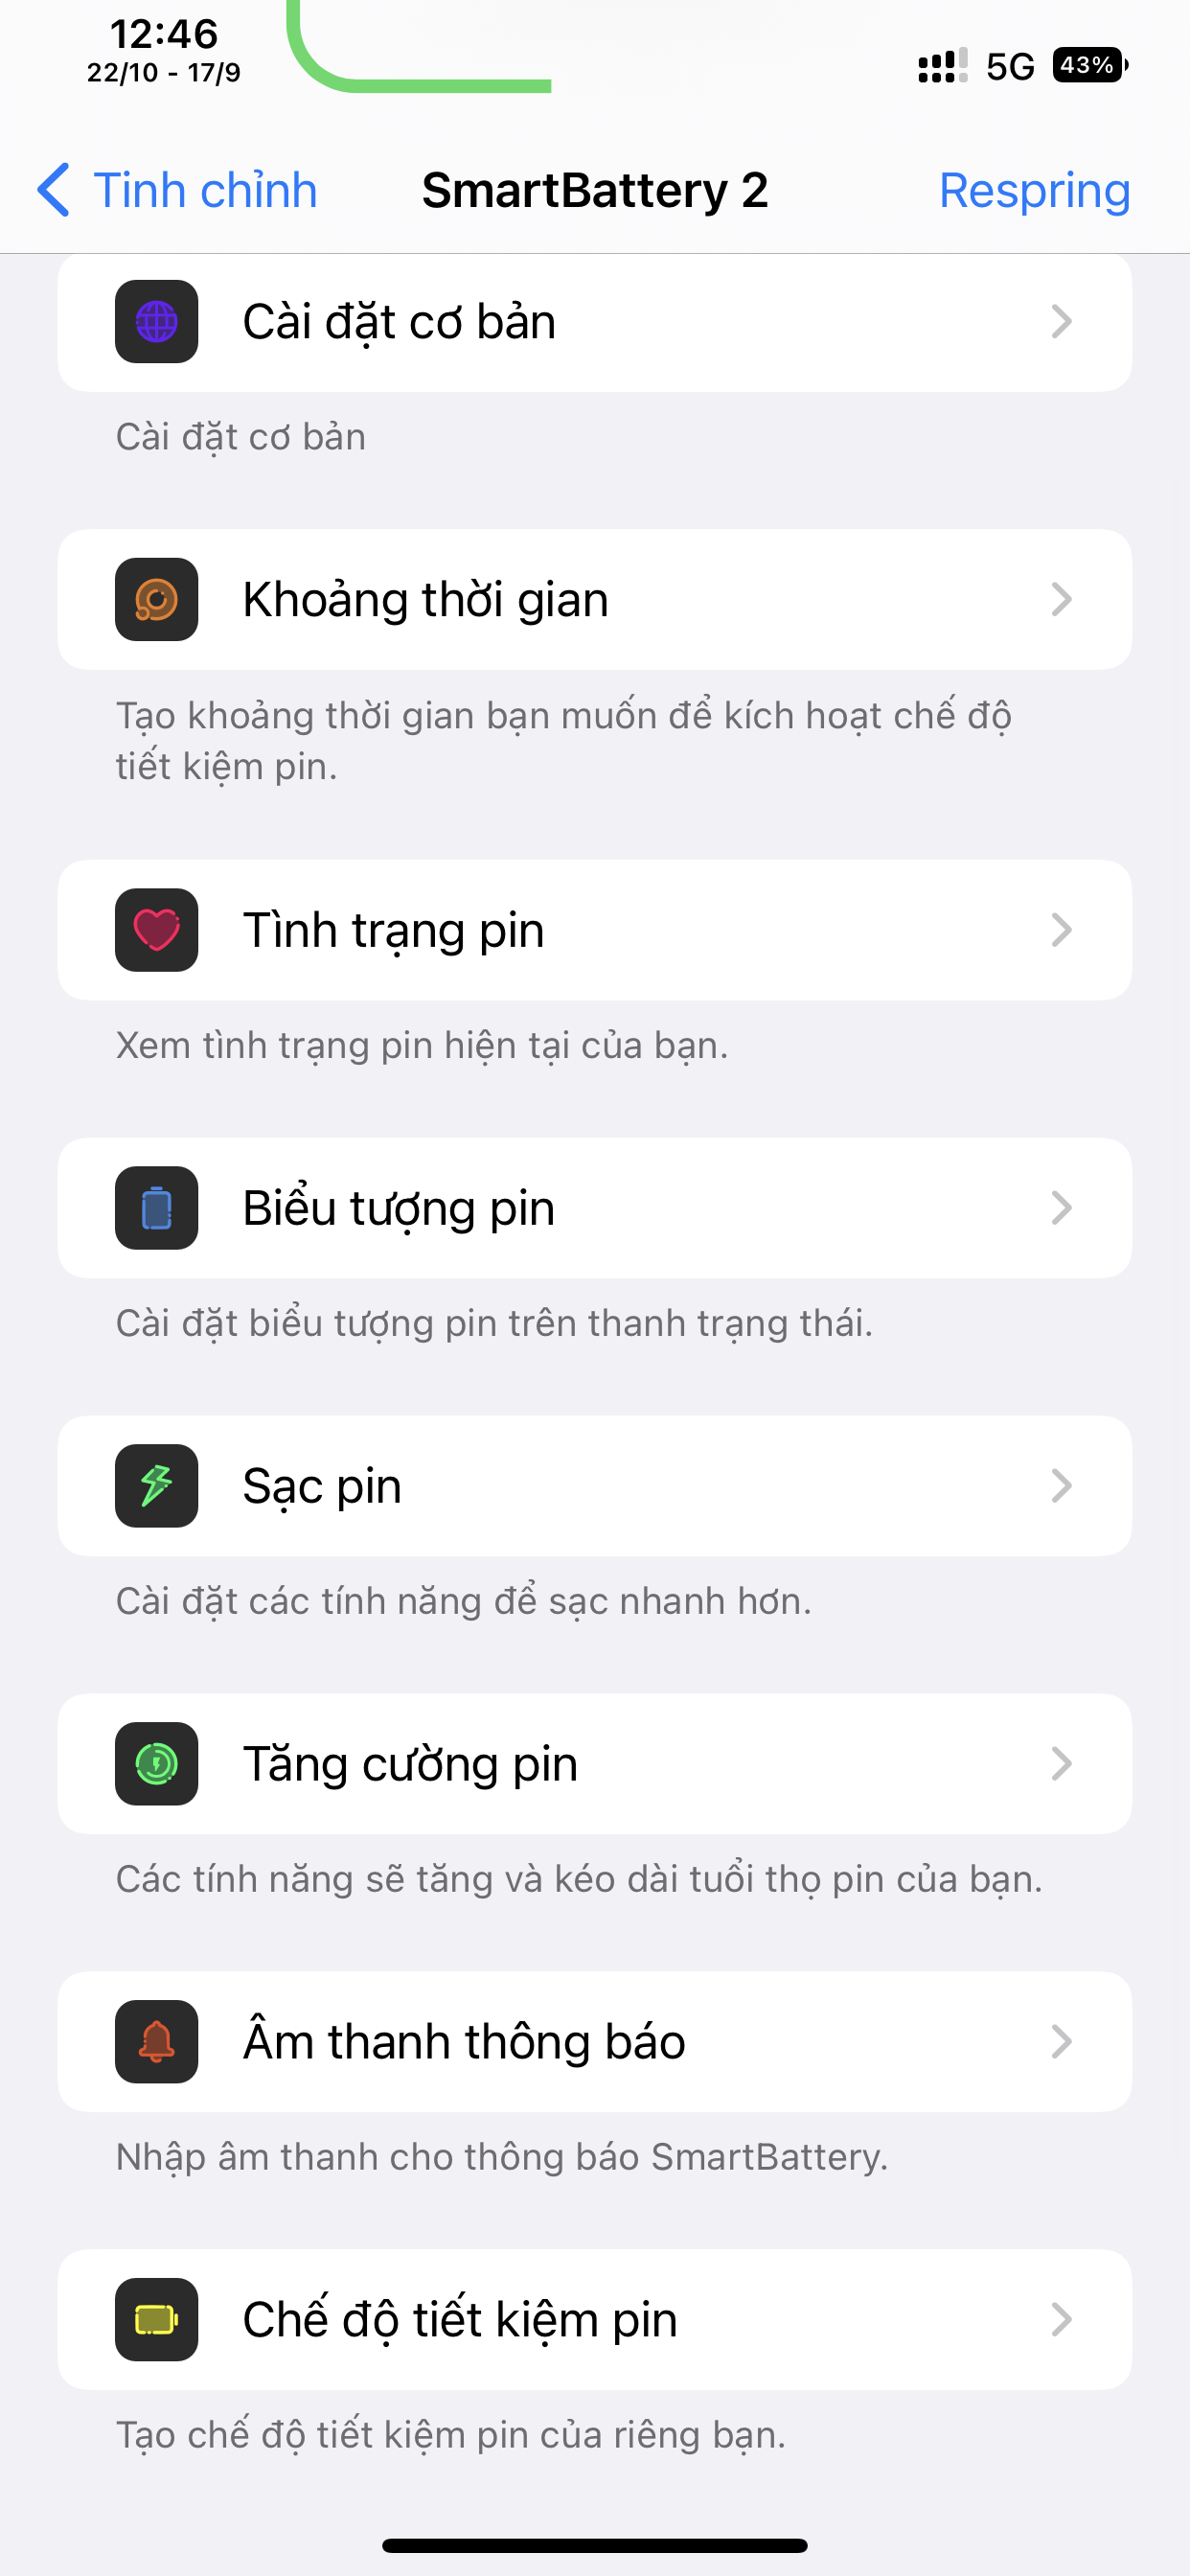 12:46
22/10 - 17/9
5G
43%
Tinh chỉnh
SmartBattery 2
Respring
Cài đặt cơ bản
Cài đặt cơ bản
Khoảng thời gian
Tạo khoảng thời gian bạn muốn để kích hoạt chế độ
tiết kiệm pin.
Tình trạng pin
Xem tình trạng pin hiện tại của bạn.
Biểu tượng pin
Cài đặt biểu tượng pin trên thanh trạng thái.
Sạc pin
Cài đặt các tính năng để sạc nhanh hơn.
Tăng cường pin
Các tính năng sẽ tăng và kéo dài tuổi thọ pin của bạn.
Âm thanh thông báo
Nhập âm thanh cho thông báo SmartBattery.
Chế độ tiết kiệm pin
Tạo chế độ tiết kiệm pin của riêng bạn.